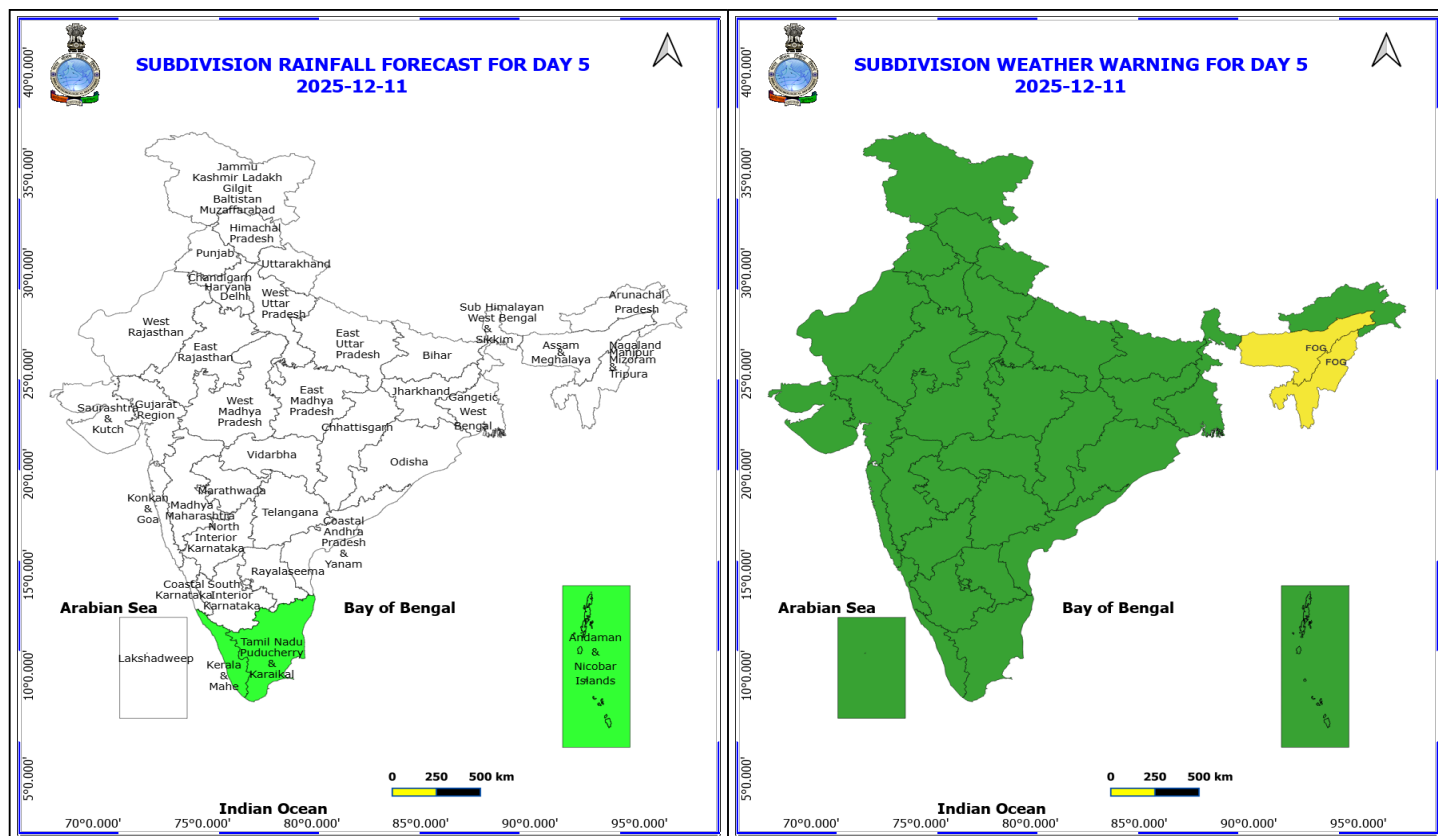 SUBDIVISION RAINFALL FORECAST FOR DAY 5
2025-12-11
40°0.000'
35°0.000'
30°0.000'
25°0.000'
20°0.000'
15°0.000'
10°0.000'
5°0.000'
Jammu
Kashmir Ladakh
Gilgit
Baltistan
Muzaffarabad
Himachal
Pradesh
Punjab
Uttarakhand
Chandigarh
Haryana
Delhi
West
Uttar
Pradesh
West
Rajasthan
East
Rajasthan
East
Uttar
Pradesh
Bihar
Sub Himalayan
West Bengal
&
Sikkim
Arunachal
Pradesh
Assam
&
Meghalaya
Nagaland
Manipur
Mizoram
&
Tripura
Saurashtra
&
Kutch
Gujarat
Region
West
Madhya
Pradesh
East
Madhya
Pradesh
Jharkhand
Gangetic
West
Bengal
Chhattisgarh
Vidarbha
Odisha
Konkan
&
Goa
Marathwada
Madhya
Maharashtra
North
Interior
Karnataka
Telangana
Coastal
Andhra
Pradesh
&
Yanam
Rayalaseema
Coastal
Karnataka
South
Interior
Karnataka
Arabian Sea
Bay of Bengal
Lakshadweep
Kerala
&
Mahe
Tamil Nadu
Puducherry
&
Karaikal
Andaman
&
Nicobar
Islands
0 250 500 km
Indian Ocean
70°0.000' 75°0.000' 80°0.000' 85°0.000' 90°0.000' 95°0.000'
SUBDIVISION WEATHER WARNING FOR DAY 5
2025-12-11
40°0.000'
35°0.000'
30°0.000'
25°0.000'
20°0.000'
15°0.000'
10°0.000'
5°0.000'
FOG
FOG
Arabian Sea
Bay of Bengal
0 250 500 km
Indian Ocean
70°0.000' 75°0.000' 80°0.000' 85°0.000' 90°0.000' 95°0.000'